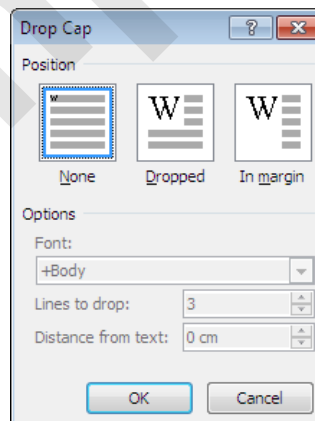 Drop Cap
Position
W W W
None Dropped In margin
Options
Font:
+Body
Lines to drop: 3
Distance from text: 0 cm
OK Cancel